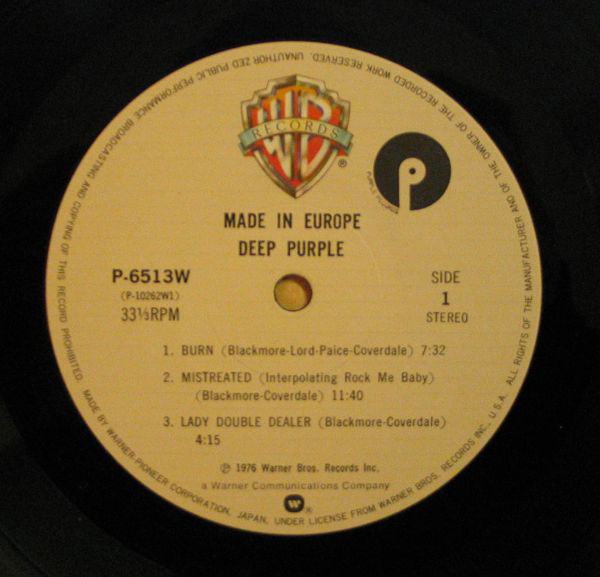 ALL RIGHTS OF THE MANUFACTURER AND OF THE OWNER OF THE RECORDED WORK RESERVED. UNAUTHORIZED PUBLIC PERFORMANCE BROADCASTING AND COPYING OF THIS RECORD PROHIBITED. MADE BY WARNER-PIONEER CORPORATION, JAPAN, UNDER LICENSE FROM WARNER BROS. RECORDS INC., U.S.A.
WB
RECORDS
®
P
PURPLE RECORDS
MADE IN EUROPE
DEEP PURPLE
P-6513W
(P-10262W1)
33⅓RPM
SIDE
1
STEREO
1. BURN (Blackmore-Lord-Paice-Coverdale) 7:32
2. MISTREATED (Interpolating Rock Me Baby)
(Blackmore-Coverdale) 11:40
3. LADY DOUBLE DEALER (Blackmore-Coverdale)
4:15
℗ 1976 Warner Bros. Records Inc.
a Warner Communications Company
W®